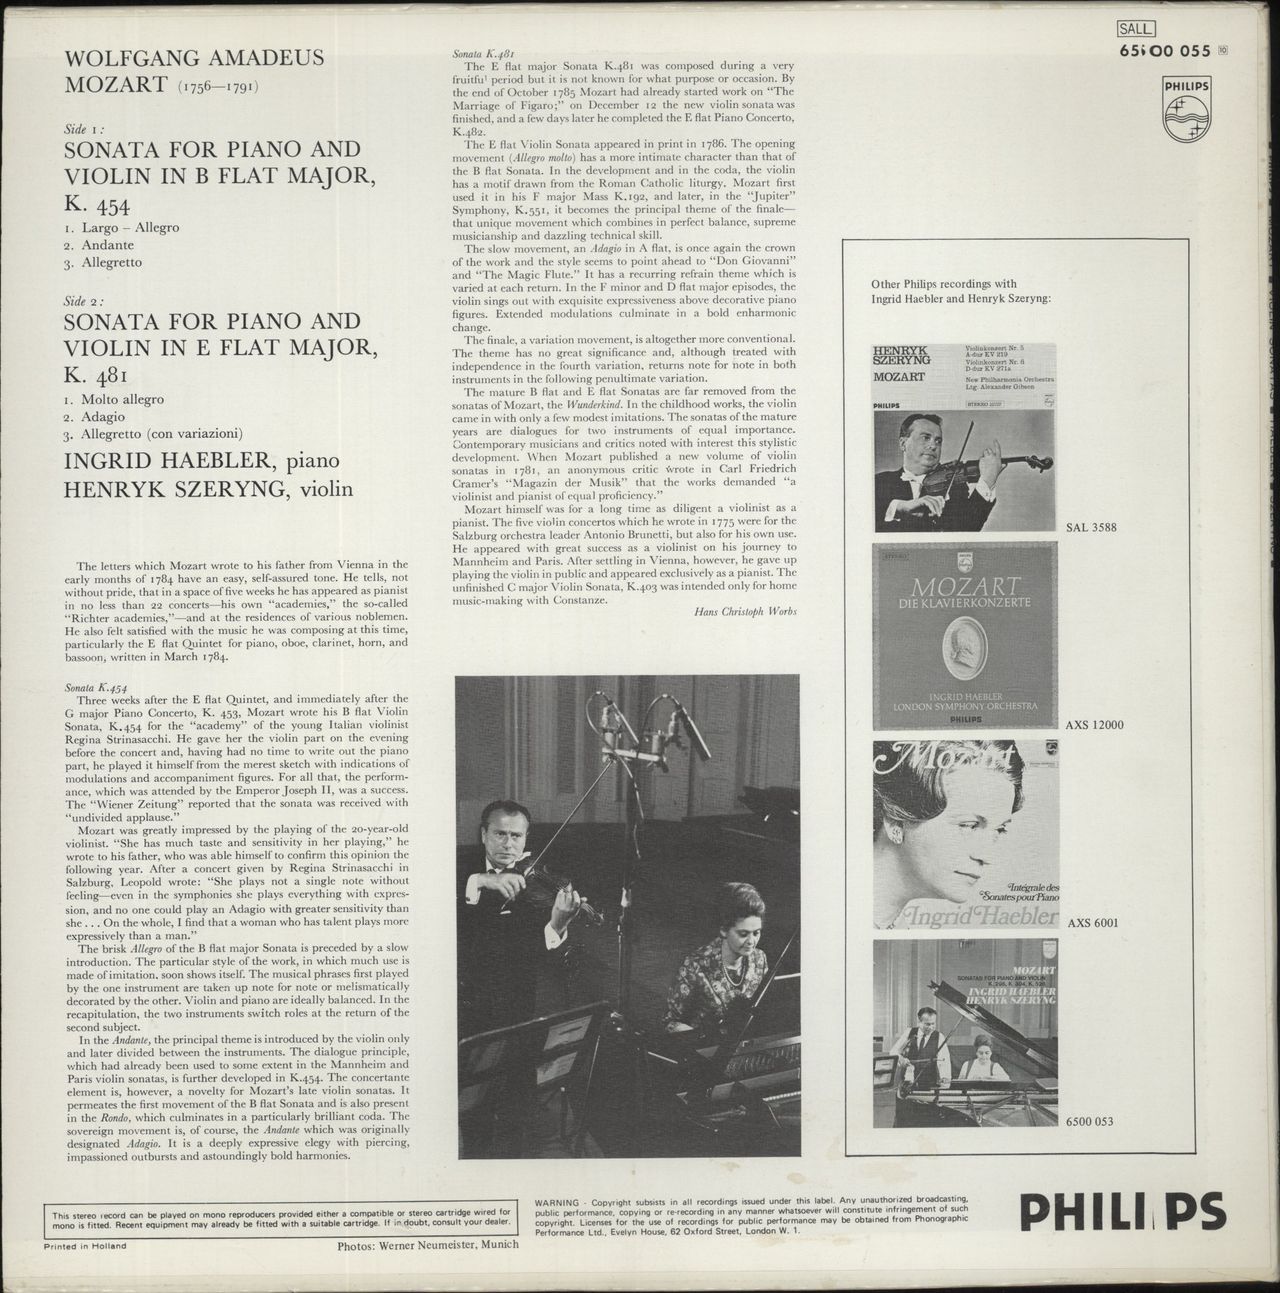 WOLFGANG AMADEUS
MOZART (1756—1791)
Side 1:
SONATA FOR PIANO AND
VIOLIN IN B FLAT MAJOR,
K. 454
1. Largo – Allegro
2. Andante
3. Allegretto
Side 2:
SONATA FOR PIANO AND
VIOLIN IN E FLAT MAJOR,
K. 481
1. Molto allegro
2. Adagio
3. Allegretto (con variazioni)
INGRID HAEBLER, piano
HENRYK SZERYNG, violin
The letters which Mozart wrote to his father from Vienna in the
early months of 1784 have an easy, self-assured tone. He tells, not
without pride, that in a space of five weeks he has appeared as pianist
in no less than 22 concerts—his own "academies," the so-called
"Richter academies,"—and at the residences of various noblemen.
He also felt satisfied with the music he was composing at this time,
particularly the E flat Quintet for piano, oboe, clarinet, horn, and
bassoon, written in March 1784.
Sonata K.454
Three weeks after the E flat Quintet, and immediately after the
G major Piano Concerto, K. 453, Mozart wrote his B flat Violin
Sonata, K.454 for the "academy" of the young Italian violinist
Regina Strinasacchi. He gave her the violin part on the evening
before the concert and, having had no time to write out the piano
part, he played it himself from the merest sketch with indications of
modulations and accompaniment figures. For all that, the perform-
ance, which was attended by the Emperor Joseph II, was a success.
The "Wiener Zeitung" reported that the sonata was received with
"undivided applause."
Mozart was greatly impressed by the playing of the 20-year-old
violinist. "She has much taste and sensitivity in her playing," he
wrote to his father, who was able himself to confirm this opinion the
following year. After a concert given by Regina Strinasacchi in
Salzburg, Leopold wrote: "She plays not a single note without
feeling—even in the symphonies she plays everything with expres-
sion, and no one could play an Adagio with greater sensitivity than
she . . . On the whole, I find that a woman who has talent plays more
expressively than a man."
The brisk Allegro of the B flat major Sonata is preceded by a slow
introduction. The particular style of the work, in which much use is
made of imitation, soon shows itself. The musical phrases first played
by the one instrument are taken up note for note or melismatically
decorated by the other. Violin and piano are ideally balanced. In the
recapitulation, the two instruments switch roles at the return of the
second subject.
In the Andante, the principal theme is introduced by the violin only
and later divided between the instruments. The dialogue principle,
which had already been used to some extent in the Mannheim and
Paris violin sonatas, is further developed in K.454. The concertante
element is, however, a novelty for Mozart's late violin sonatas. It
permeates the first movement of the B flat Sonata and is also present
in the Rondo, which culminates in a particularly brilliant coda. The
sovereign movement is, of course, the Andante which was originally
designated Adagio. It is a deeply expressive elegy with piercing,
impassioned outbursts and astoundingly bold harmonies.
Sonata K.481
The E flat major Sonata K.481 was composed during a very
fruitful period but it is not known for what purpose or occasion. By
the end of October 1785 Mozart had already started work on "The
Marriage of Figaro;" on December 12 the new violin sonata was
finished, and a few days later he completed the E flat Piano Concerto,
K.482.
The E flat Violin Sonata appeared in print in 1786. The opening
movement (Allegro molto) has a more intimate character than that of
the B flat Sonata. In the development and in the coda, the violin
has a motif drawn from the Roman Catholic liturgy. Mozart first
used it in his F major Mass K.192, and later, in the "Jupiter"
Symphony, K.551, it becomes the principal theme of the finale—
that unique movement which combines in perfect balance, supreme
musicianship and dazzling technical skill.
The slow movement, an Adagio in A flat, is once again the crown
of the work and the style seems to point ahead to "Don Giovanni"
and "The Magic Flute." It has a recurring refrain theme which is
varied at each return. In the F minor and D flat major episodes, the
violin sings out with exquisite expressiveness above decorative piano
figures. Extended modulations culminate in a bold enharmonic
change.
The finale, a variation movement, is altogether more conventional.
The theme has no great significance and, although treated with
independence in the fourth variation, returns note for note in both
instruments in the following penultimate variation.
The mature B flat and E flat Sonatas are far removed from the
sonatas of Mozart, the Wunderkind. In the childhood works, the violin
came in with only a few modest imitations. The sonatas of the mature
years are dialogues for two instruments of equal importance.
Contemporary musicians and critics noted with interest this stylistic
development. When Mozart published a new volume of violin
sonatas in 1781, an anonymous critic wrote in Carl Friedrich
Cramer's "Magazin der Musik" that the works demanded "a
violinist and pianist of equal proficiency."
Mozart himself was for a long time as diligent a violinist as a
pianist. The five violin concertos which he wrote in 1775 were for the
Salzburg orchestra leader Antonio Brunetti, but also for his own use.
He appeared with great success as a violinist on his journey to
Mannheim and Paris. After settling in Vienna, however, he gave up
playing the violin in public and appeared exclusively as a pianist. The
unfinished C major Violin Sonata, K.403 was intended only for home
music-making with Constanze.
Hans Christoph Worbs
SALL
6500 055 10
PHILIPS
Other Philips recordings with
Ingrid Haebler and Henryk Szeryng:
HENRYK
SZERYNG
MOZART
Violinkonzert Nr. 5
A-dur KV 219
Violinkonzert Nr. 6
D-dur KV 271a
New Philharmonia Orchestra
Ltg. Alexander Gibson
PHILIPS
SAL 3588
STEREO
MOZART
DIE KLAVIERKONZERTE
INGRID HAEBLER
LONDON SYMPHONY ORCHESTRA
PHILIPS
AXS 12000
Mozart
Intégrale des
Sonates pour Piano
Ingrid Haebler
AXS 6001
MOZART
SONATAS FOR PIANO AND VIOLIN
INGRID HAEBLER
HENRYK SZERYNG
6500 053
This stereo record can be played on mono reproducers provided either a compatible or stereo cartridge wired for
mono is fitted. Recent equipment may already be fitted with a suitable cartridge. If in doubt, consult your dealer.
Printed in Holland
Photos: Werner Neumeister, Munich
WARNING - Copyright subsists in all recordings issued under this label. Any unauthorized broadcasting,
public performance, copying or re-recording in any manner whatsoever will constitute infringement of such
copyright. Licenses for the use of recordings for public performance may be obtained from Phonographic
Performance Ltd., Evelyn House, 62 Oxford Street, London W. 1.
PHILIPS